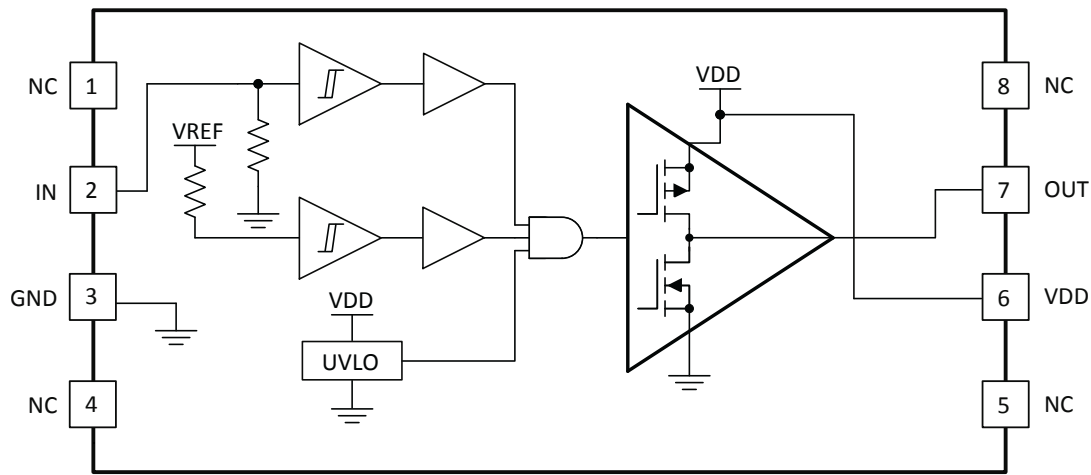 NC 1
IN 2
GND 3
NC 4
VREF
VDD
UVLO
VDD
8 NC
7 OUT
6 VDD
5 NC